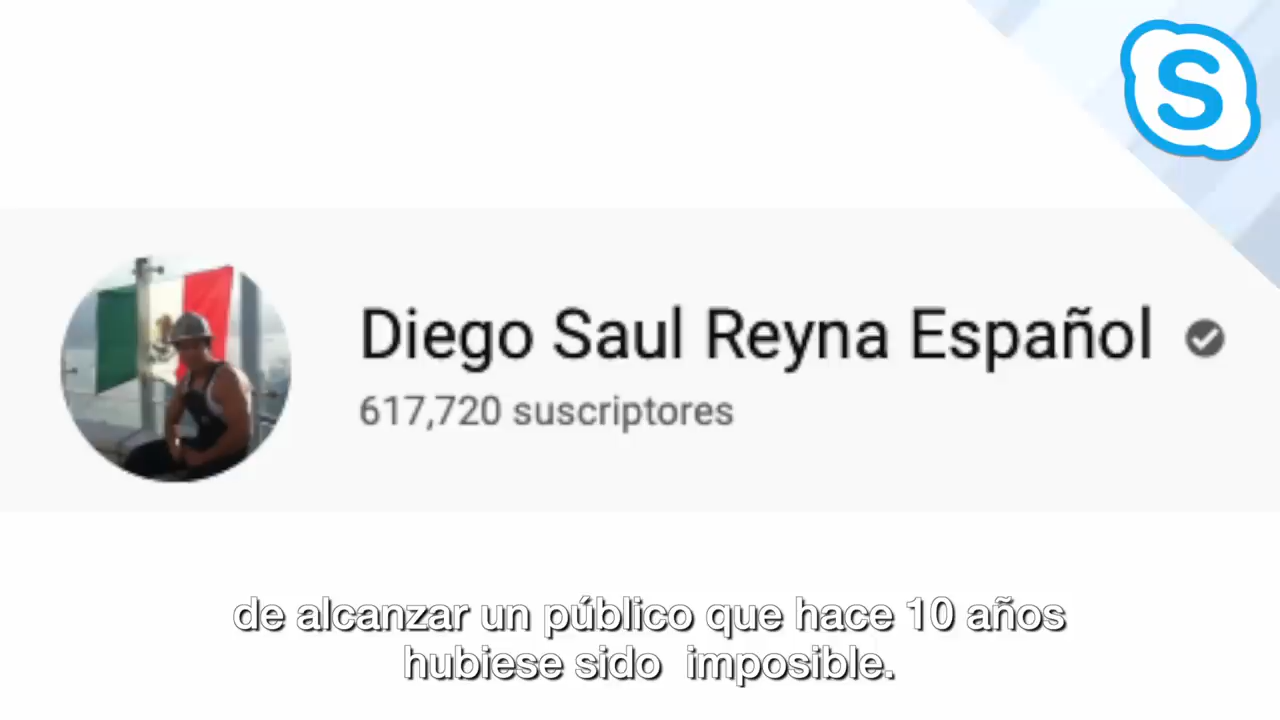 S
Diego Saul Reyna Español
617,720 suscriptores
de alcanzar un público que hace 10 años
hubiese sido imposible.